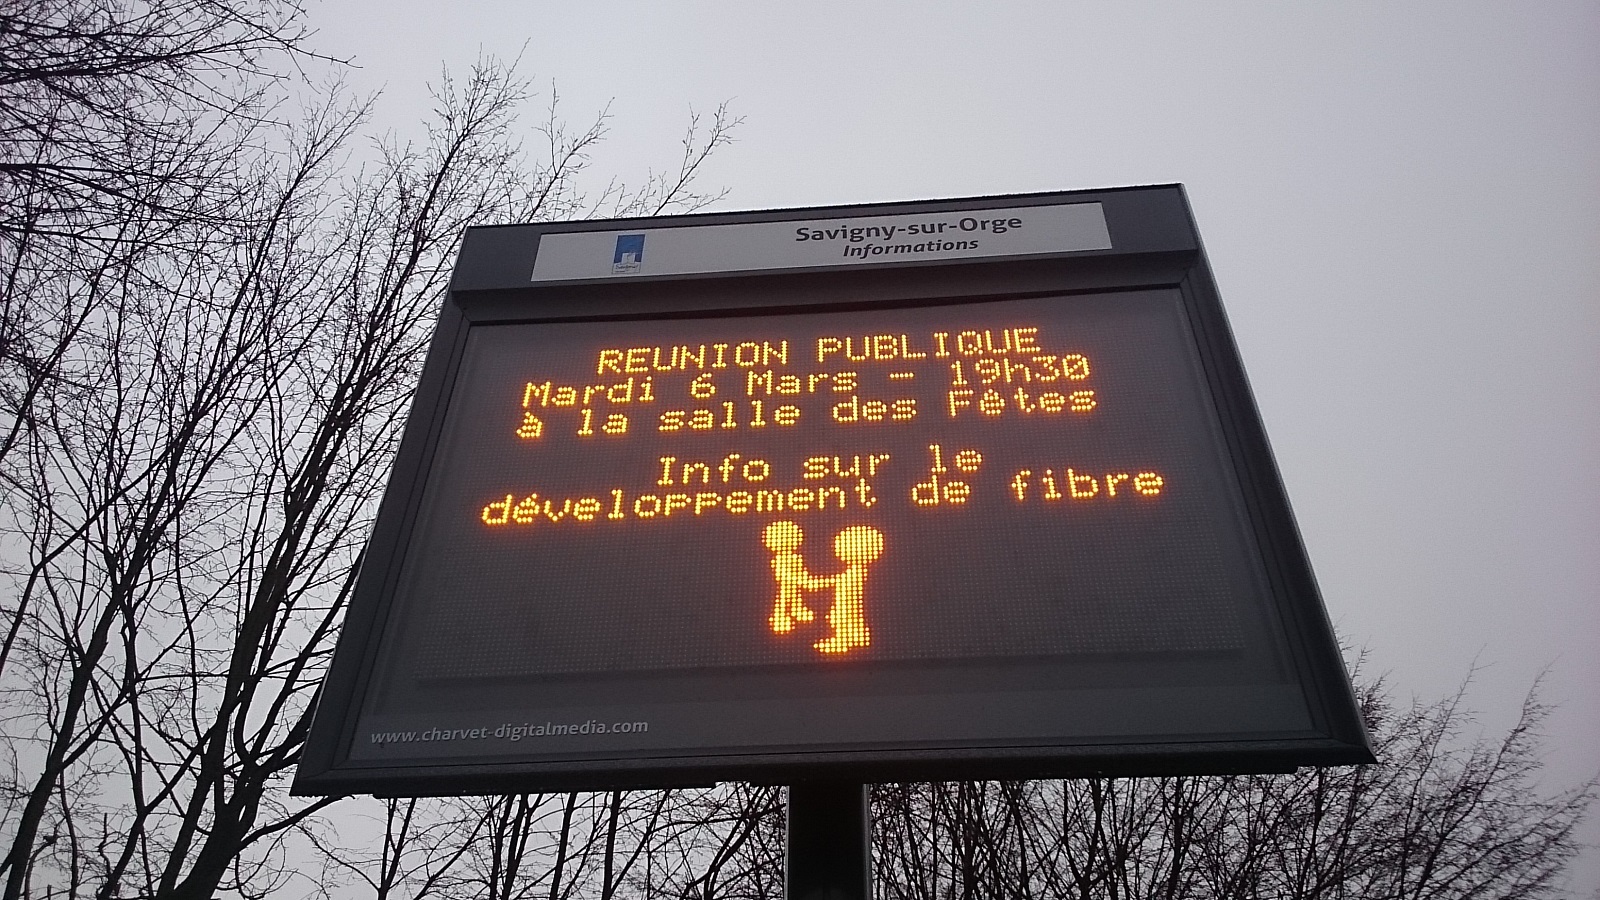 Savigny-sur-Orge
Informations
REUNION PUBLIQUE
Mardi 6 Mars - 19h30
à la salle des Fêtes
Info sur le
développement de fibre
www.charvet-digitalmedia.com